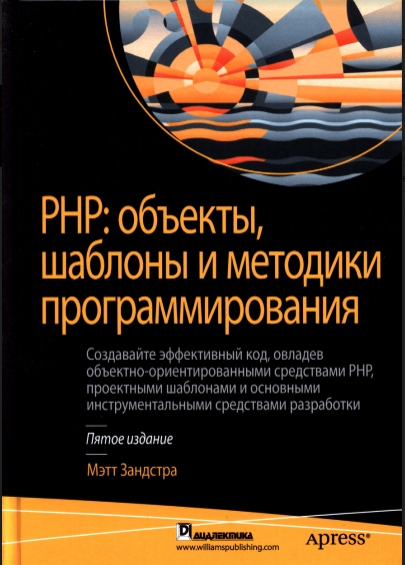 PHP: объекты,
шаблоны и методики
программирования
Создавайте эффективный код, овладев
объектно-ориентированными средствами PHP,
проектными шаблонами и основными
инструментальными средствами разработки
Пятое издание
Мэтт Зандстра
ДИАЛЕКТИКА
www.williamspublishing.com
Apress®